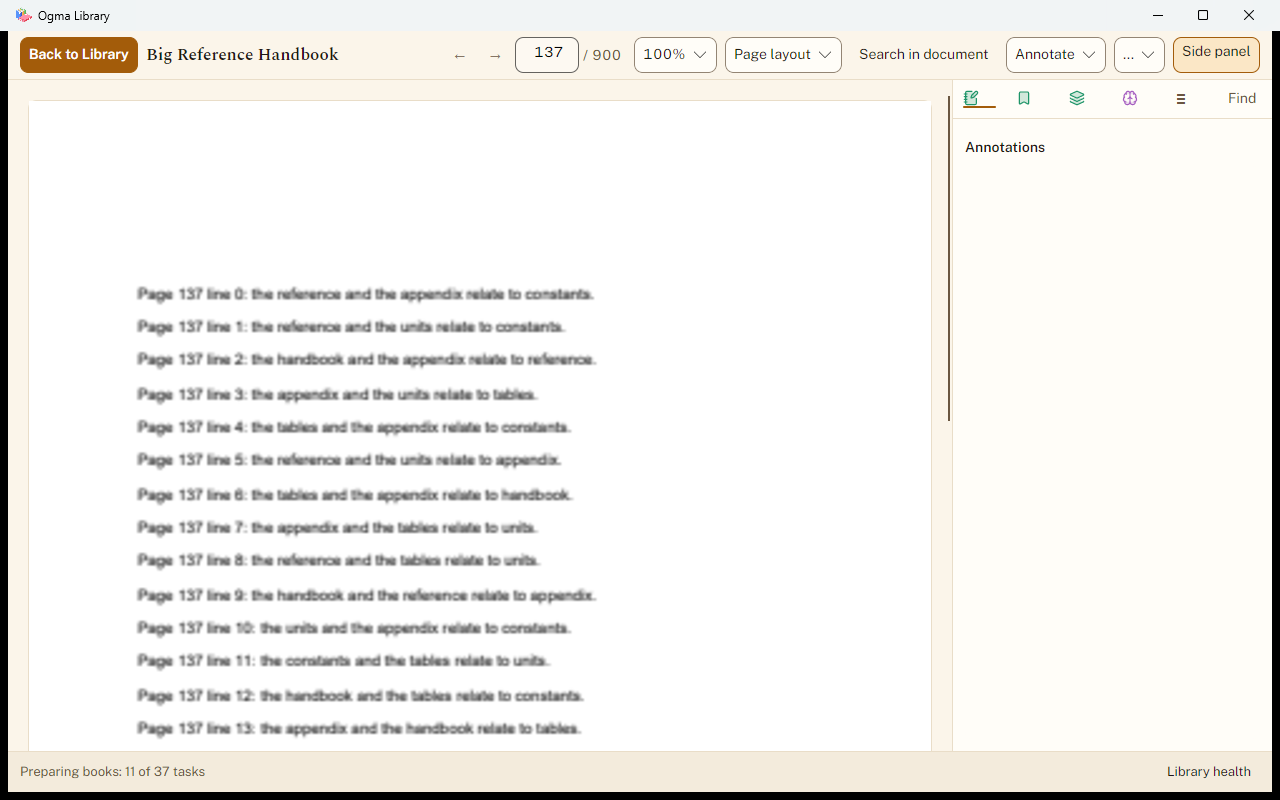 Ogma Library
Back to Library Big Reference Handbook ← → 137 / 900 100% Page layout Search in document Annotate ... Side panel
Find
Annotations
Page 137 line 0: the reference and the appendix relate to constants.
Page 137 line 1: the reference and the units relate to constants.
Page 137 line 2: the handbook and the appendix relate to reference.
Page 137 line 3: the appendix and the units relate to tables.
Page 137 line 4: the tables and the appendix relate to constants.
Page 137 line 5: the reference and the units relate to appendix.
Page 137 line 6: the tables and the appendix relate to handbook.
Page 137 line 7: the appendix and the tables relate to units.
Page 137 line 8: the reference and the tables relate to units.
Page 137 line 9: the handbook and the reference relate to appendix.
Page 137 line 10: the units and the appendix relate to constants.
Page 137 line 11: the constants and the tables relate to units.
Page 137 line 12: the handbook and the tables relate to constants.
Page 137 line 13: the appendix and the handbook relate to tables.
Preparing books: 11 of 37 tasks Library health